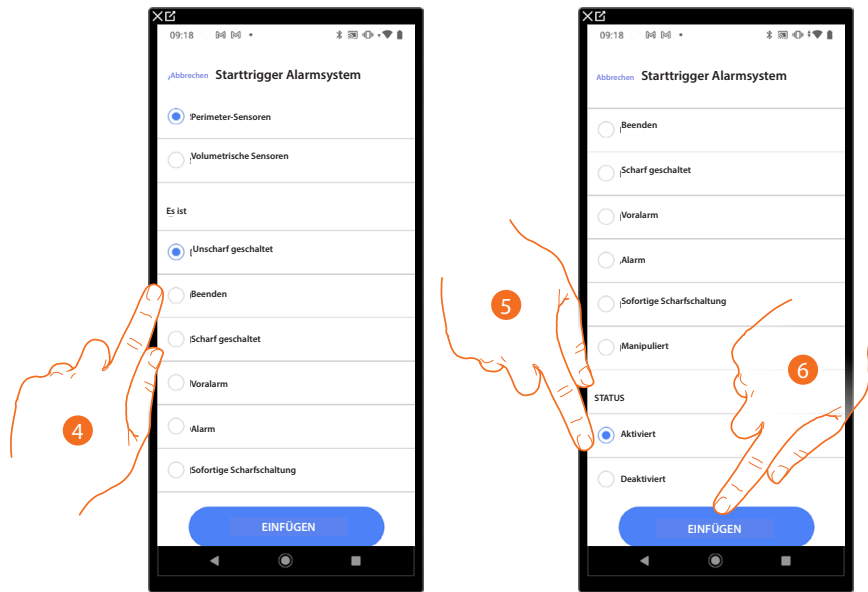 09:18
Abbrechen Starttrigger Alarmsystem
Perimeter-Sensoren
Volumetrische Sensoren
Es ist
Unscharf geschaltet
Beenden
Scharf geschaltet
Voralarm
Alarm
Sofortige Scharfschaltung
EINFÜGEN
4
09:18
Abbrechen Starttrigger Alarmsystem
Beenden
Scharf geschaltet
Voralarm
Alarm
Sofortige Scharfschaltung
Manipuliert
STATUS
Aktiviert
Deaktiviert
EINFÜGEN
5
6